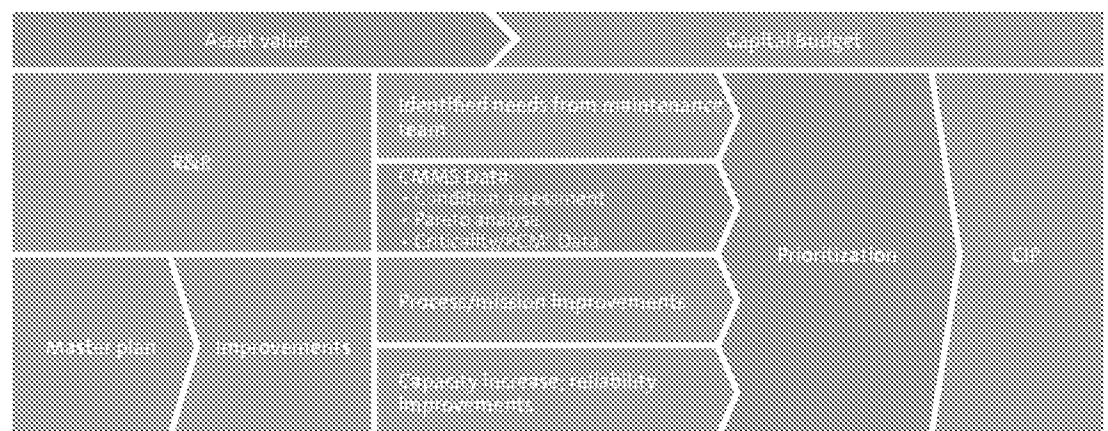 Asset value
Capital Budget
R&R
Identified needs from maintenance
team
CMMS Data
• Condition assessment
• Pareto analysis
• Criticality/RCM Data
Prioritization
CIP
Process/mission improvements
Master plan
Improvements
Capacity increase, reliability
improvements